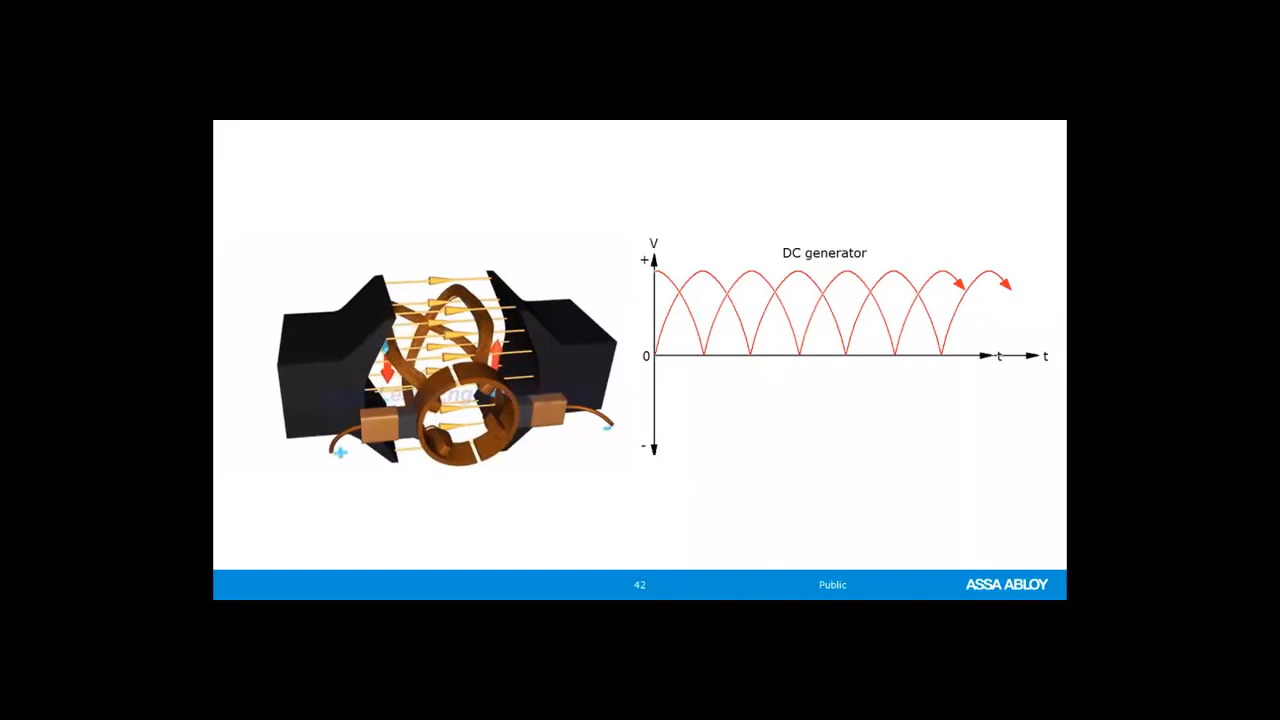 V
+
DC generator
0
t
t
-
+
-
42
Public
ASSA ABLOY